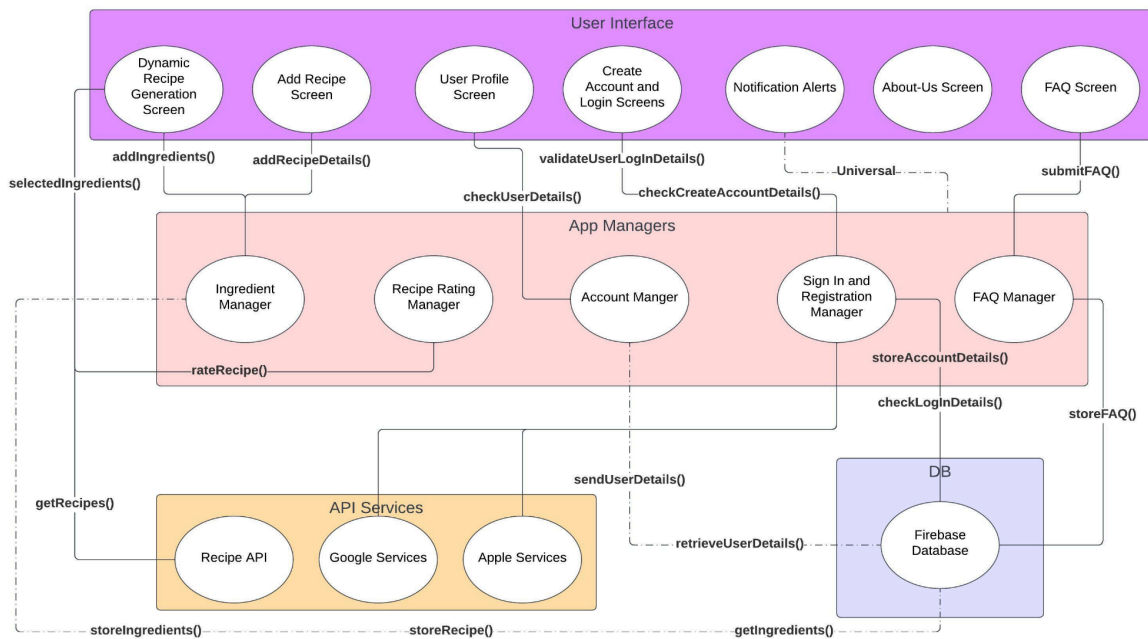 User Interface
Dynamic
Recipe
Generation
Screen
Add Recipe
Screen
User Profile
Screen
Create
Account and
Login Screens
Notification Alerts
About-Us Screen
FAQ Screen
addIngredients()
addRecipeDetails()
validateUserLogInDetails()
Universal
submitFAQ()
selectedIngredients()
checkUserDetails()
checkCreateAccountDetails()
App Managers
Ingredient
Manager
Recipe Rating
Manager
Account Manger
Sign In and
Registration
Manager
FAQ Manager
storeAccountDetails()
rateRecipe()
checkLogInDetails()
storeFAQ()
DB
sendUserDetails()
getRecipes()
API Services
Recipe API
Google Services
Apple Services
retrieveUserDetails()
Firebase
Database
storeIngredients()
storeRecipe()
getIngredients()